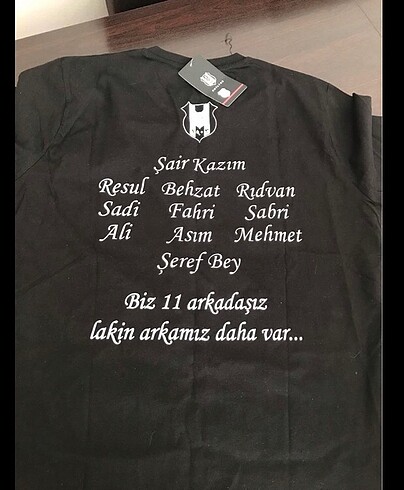 Şair Kazım
Resul Behzat Rıdvan
Sadi Fahri Sabri
Ali Asım Mehmet
Şeref Bey
Biz 11 arkadaşız
lakin arkamız daha var...